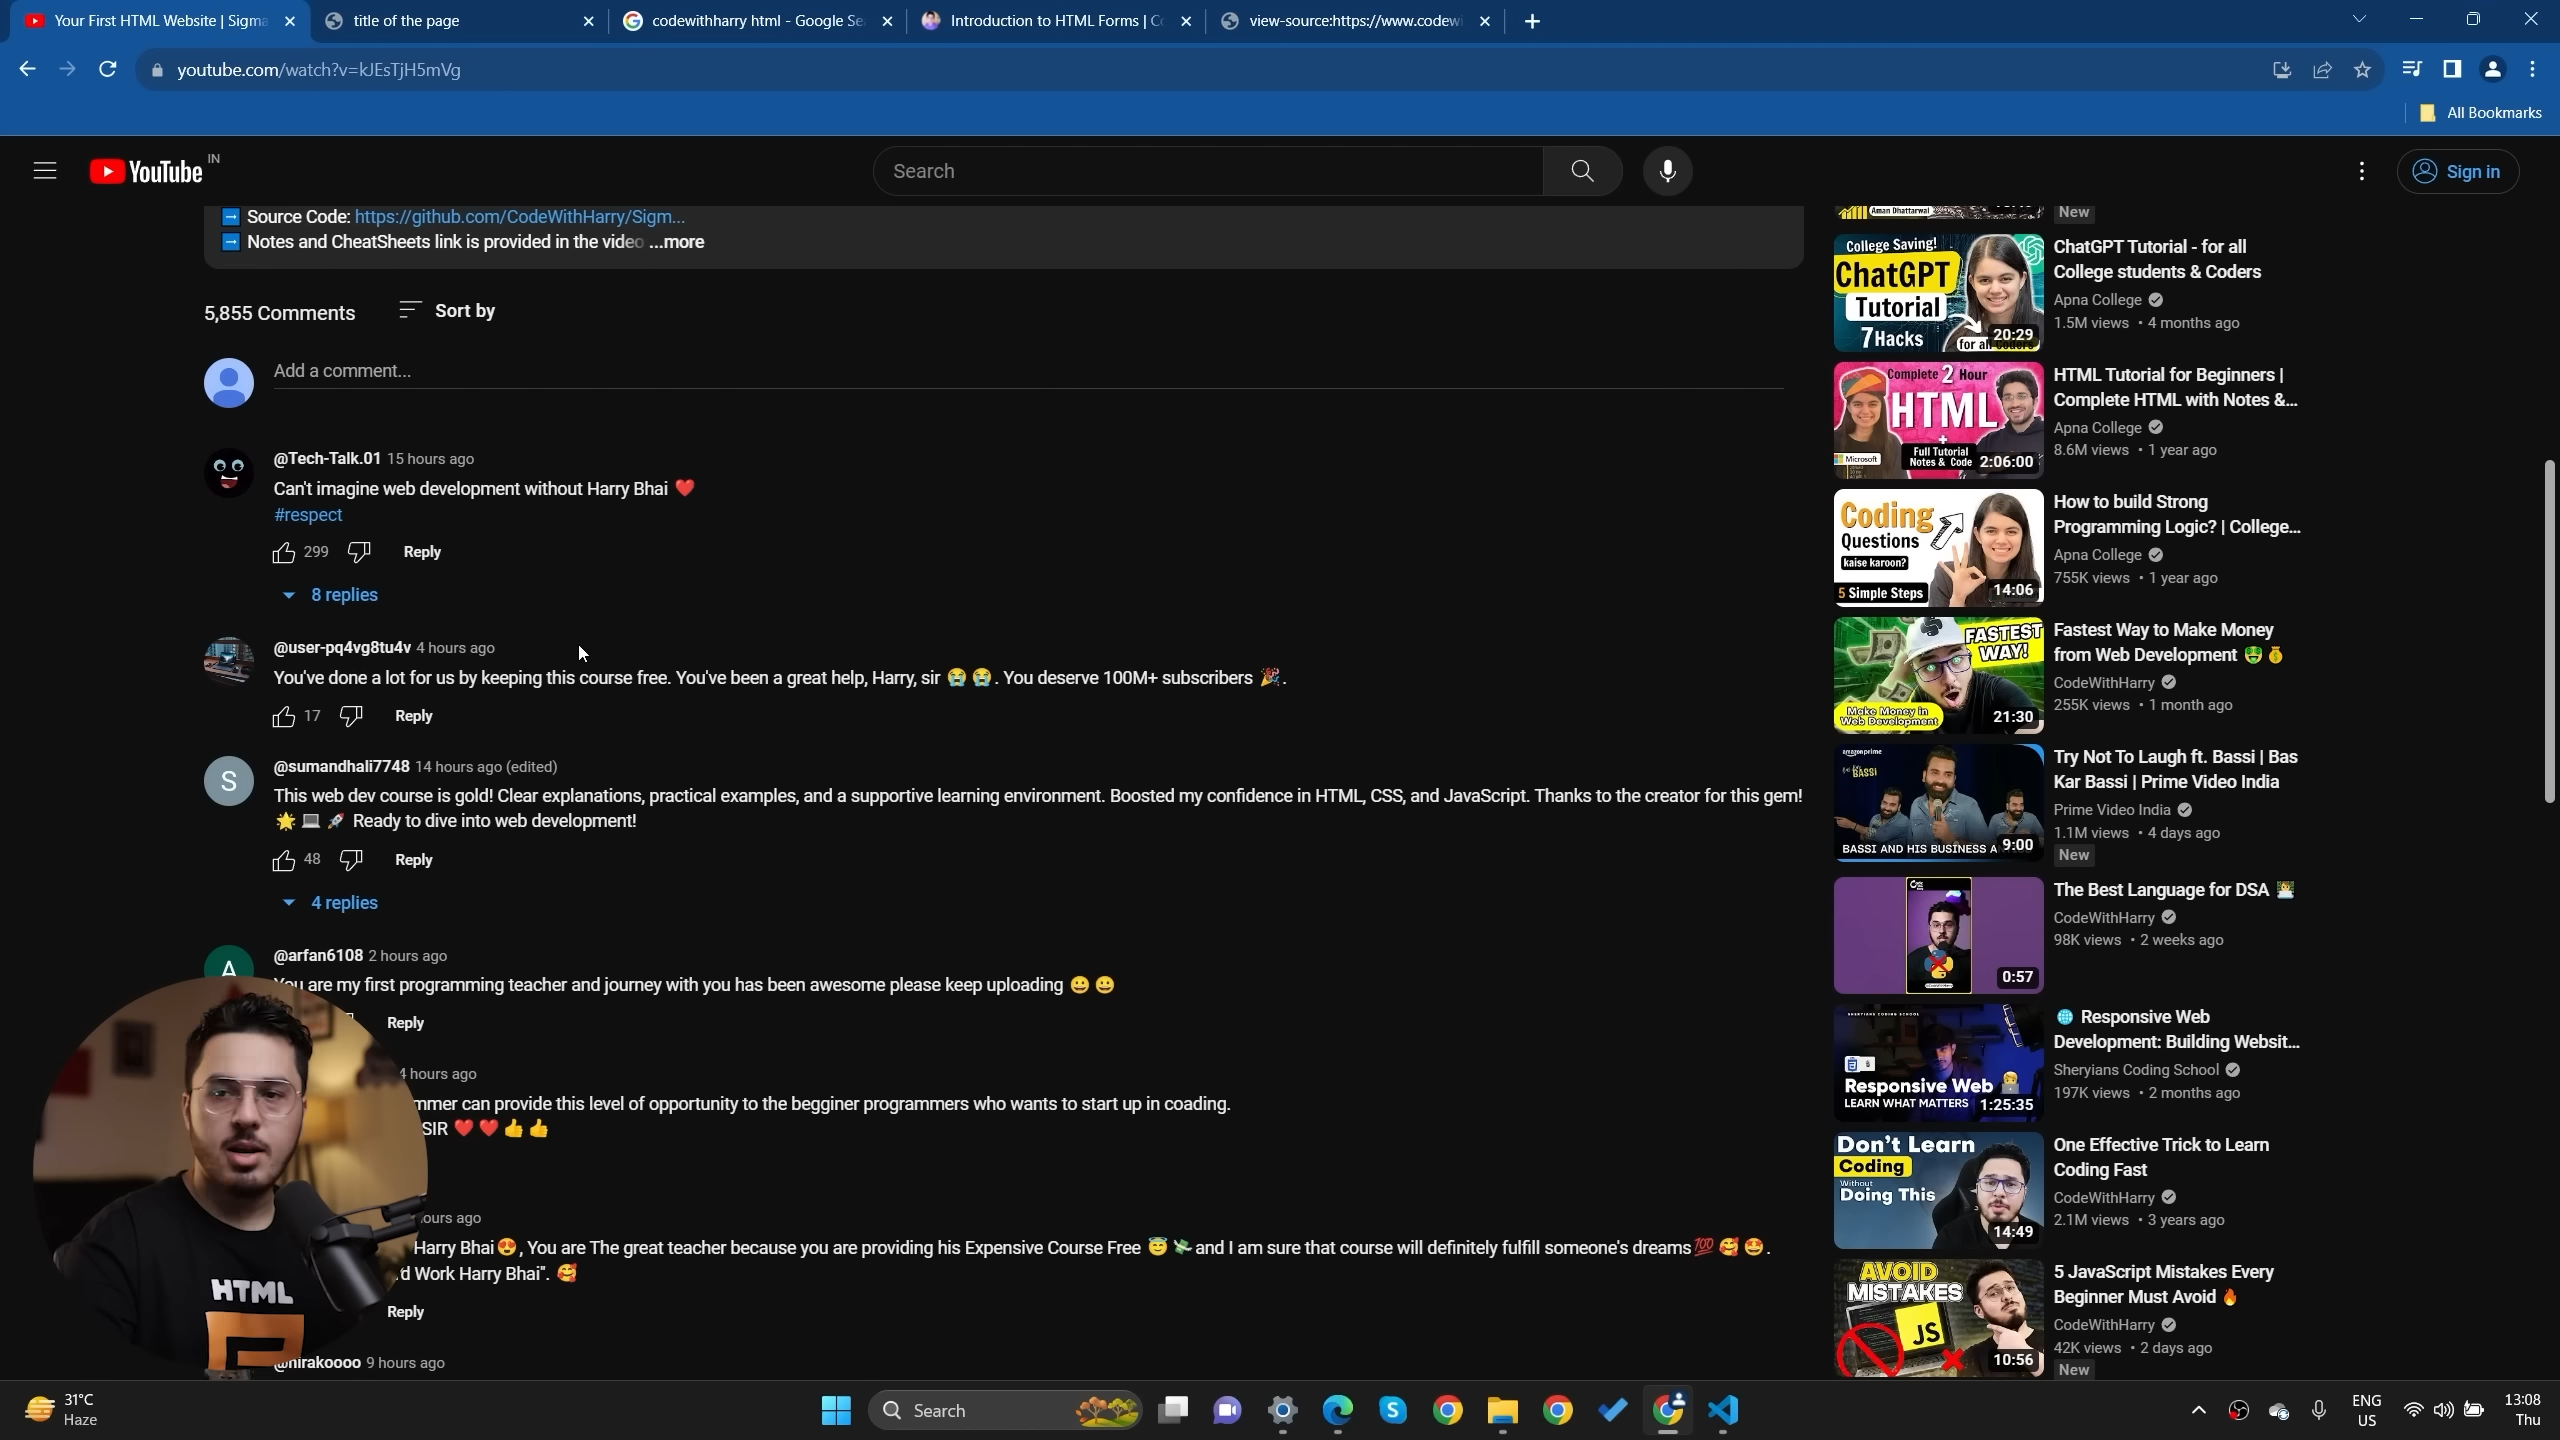 Your First HTML Website | Sigma
title of the page
codewithharry html - Google Se
Introduction to HTML Forms | Co
view-source:https://www.codewi
youtube.com/watch?v=kJEsTjH5mVg
All Bookmarks
YouTube IN
Search
Sign in
Source Code: https://github.com/CodeWithHarry/Sigm...
Notes and CheatSheets link is provided in the video ...more
5,855 Comments
Sort by
Add a comment...
@Tech-Talk.01 15 hours ago
Can't imagine web development without Harry Bhai ❤️
#respect
299 Reply
8 replies
@user-pq4vg8tu4v 4 hours ago
You've done a lot for us by keeping this course free. You've been a great help, Harry, sir 😭 😭. You deserve 100M+ subscribers 🎉.
17 Reply
S
@sumandhali7748 14 hours ago (edited)
This web dev course is gold! Clear explanations, practical examples, and a supportive learning environment. Boosted my confidence in HTML, CSS, and JavaScript. Thanks to the creator for this gem!
🌟 💻 🚀 Ready to dive into web development!
48 Reply
4 replies
A
@arfan6108 2 hours ago
You are my first programming teacher and journey with you has been awesome please keep uploading 😀 😀
Reply
4 hours ago
mmer can provide this level of opportunity to the begginer programmers who wants to start up in coading.
SIR ❤️ ❤️ 👍 👍
ours ago
Harry Bhai😍, You are The great teacher because you are providing his Expensive Course Free 😇 💸 and I am sure that course will definitely fulfill someone's dreams💯 🥰 🤩.
'd Work Harry Bhai". 🥰
Reply
@hirakoooo 9 hours ago
HTML
Aman Dhattarwal
New
College Saving!
ChatGPT
Tutorial
7 Hacks
for all Coders
20:29
ChatGPT Tutorial - for all
College students & Coders
Apna College
1.5M views • 4 months ago
Complete 2 Hour
HTML
+
Microsoft
Full Tutorial
Notes & Code
2:06:00
HTML Tutorial for Beginners |
Complete HTML with Notes &...
Apna College
8.6M views • 1 year ago
Coding
Questions
kaise karoon?
5 Simple Steps
14:06
How to build Strong
Programming Logic? | College...
Apna College
755K views • 1 year ago
FASTEST
WAY!
Make Money in
Web Development
21:30
Fastest Way to Make Money
from Web Development 🤑 💰
CodeWithHarry
255K views • 1 month ago
amazonprime
BASSI
BASSI AND HIS BUSINESS A
9:00
Try Not To Laugh ft. Bassi | Bas
Kar Bassi | Prime Video India
Prime Video India
1.1M views • 4 days ago
New
0:57
The Best Language for DSA 👨‍💻
CodeWithHarry
98K views • 2 weeks ago
SHERYIANS CODING SCHOOL
Responsive Web
LEARN WHAT MATTERS
1:25:35
🌐 Responsive Web
Development: Building Websit...
Sheryians Coding School
197K views • 2 months ago
Don't Learn
Coding
Without
Doing This
14:49
One Effective Trick to Learn
Coding Fast
CodeWithHarry
2.1M views • 3 years ago
AVOID
MISTAKES
JS
10:56
5 JavaScript Mistakes Every
Beginner Must Avoid 🔥
CodeWithHarry
42K views • 2 days ago
New
31°C
Haze
Search
ENG
US
13:08
Thu